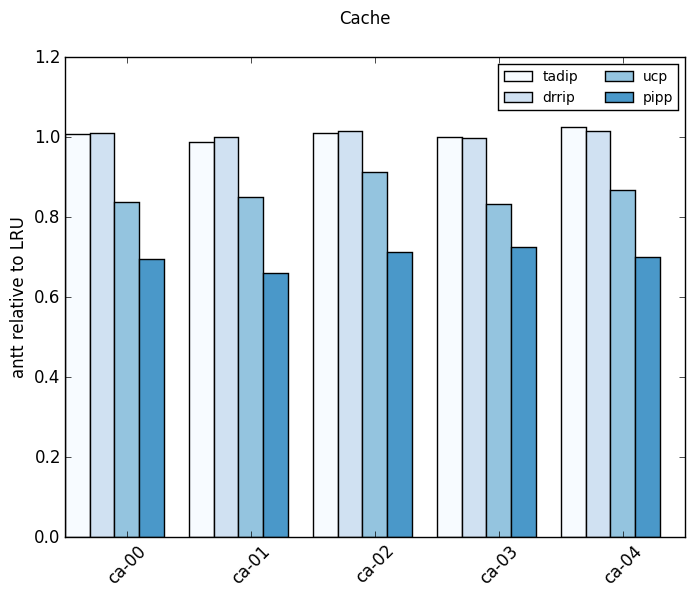 Cache
antt relative to LRU
1.2
1.0
0.8
0.6
0.4
0.2
0.0
tadip
drrip
ucp
pipp
ca-00
ca-01
ca-02
ca-03
ca-04